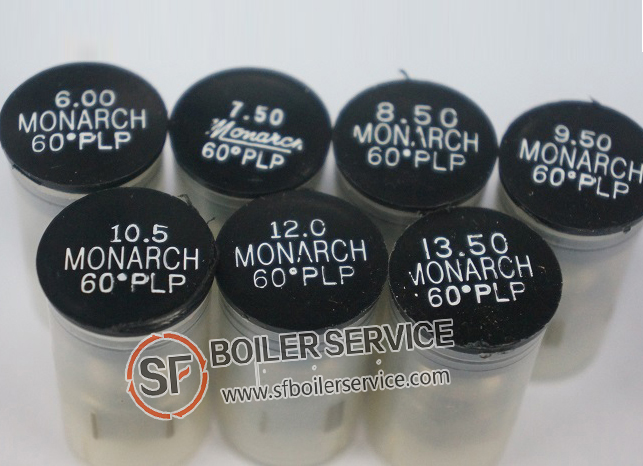 6.00
MONARCH
60°PLP
7.50
Monarch
60°PLP
8.50
MONARCH
60°PLP
9.50
MONARCH
60°PLP
10.5
MONARCH
60°PLP
12.0
MONARCH
60°PLP
13.50
MONARCH
60°PLP
SF BOILER SERVICE
www.sfboilerservice.com